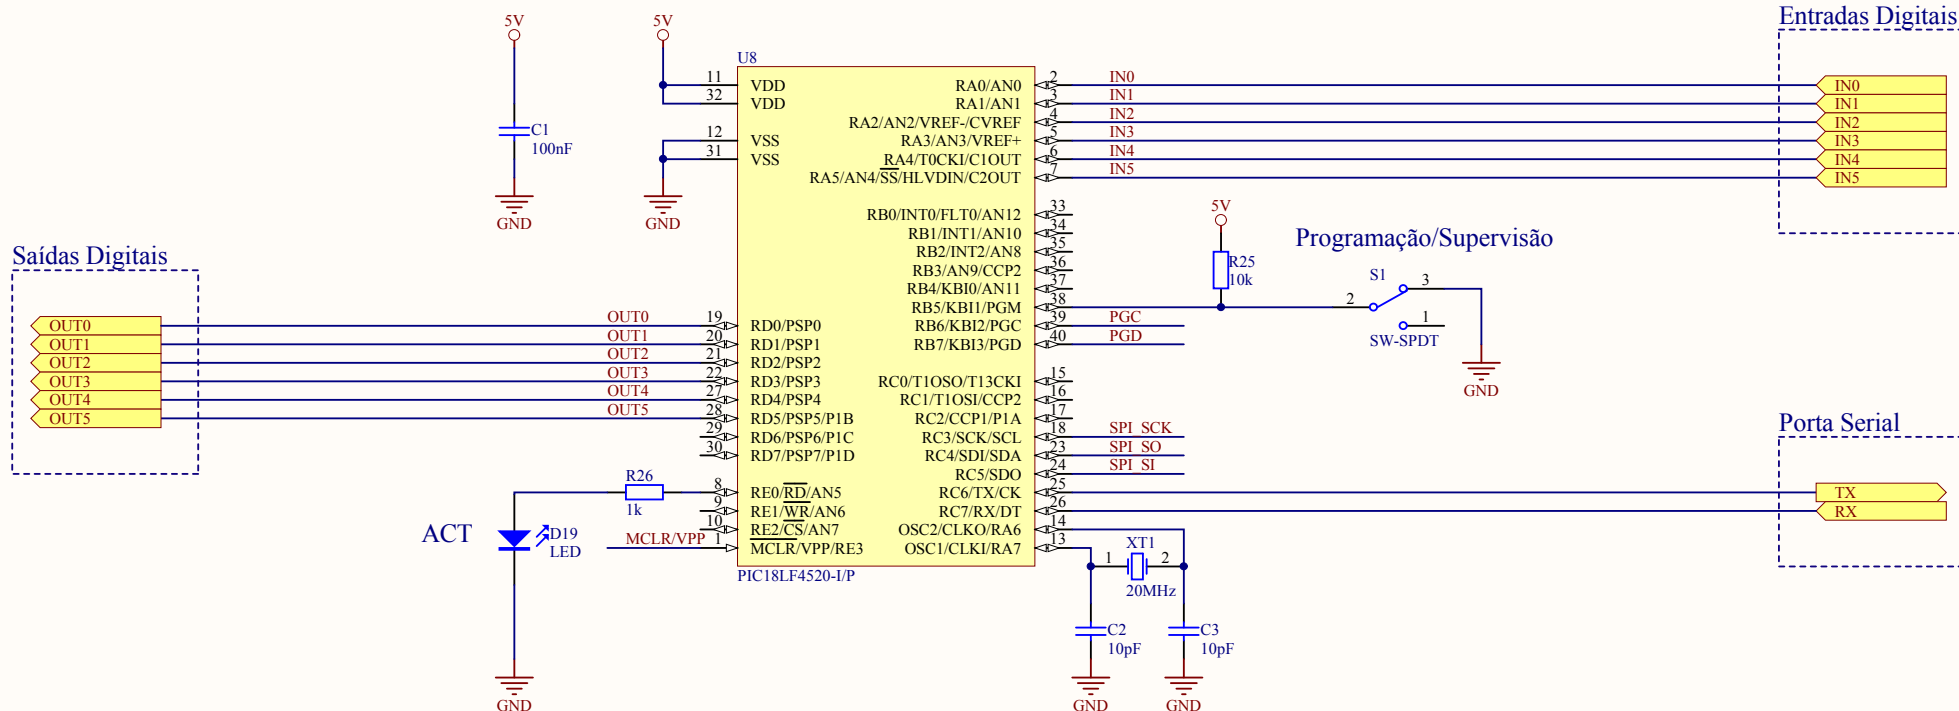 Entradas Digitais
5V
5V
U8
11
VDD
RA0/AN0
2
IN0
IN0
32
VDD
RA1/AN1
3
IN1
IN1
RA2/AN2/VREF-/CVREF
4
IN2
IN2
C1
100nF
12
VSS
RA3/AN3/VREF+
5
IN3
IN3
31
VSS
RA4/T0CKI/C1OUT
6
IN4
IN4
RA5/AN4/SS/HLVDIN/C2OUT
7
IN5
IN5
GND
GND
RB0/INT0/FLT0/AN12
33
5V
RB1/INT1/AN10
34
Programação/Supervisão
RB2/INT2/AN8
35
Saídas Digitais
RB3/AN9/CCP2
36
R25
10k
S1
RB4/KBI0/AN11
37
3
RB5/KBI1/PGM
38
2
OUT0
OUT0
19
RD0/PSP0
RB6/KBI2/PGC
39
PGC
1
OUT1
OUT1
20
RD1/PSP1
RB7/KBI3/PGD
40
PGD
SW-SPDT
OUT2
OUT2
21
RD2/PSP2
OUT3
OUT3
22
RD3/PSP3
RC0/T1OSO/T13CKI
15
GND
OUT4
OUT4
27
RD4/PSP4
RC1/T1OSI/CCP2
16
OUT5
OUT5
28
RD5/PSP5/P1B
RC2/CCP1/P1A
17
Porta Serial
29
RD6/PSP6/P1C
RC3/SCK/SCL
18
SPI_SCK
30
RD7/PSP7/P1D
RC4/SDI/SDA
23
SPI_SO
RC5/SDO
24
SPI_SI
R26
1k
8
RE0/RD/AN5
RC6/TX/CK
25
TX
9
RE1/WR/AN6
RC7/RX/DT
26
RX
10
RE2/CS/AN7
OSC2/CLKO/RA6
14
ACT
D19
LED
MCLR/VPP
1
MCLR/VPP/RE3
OSC1/CLKI/RA7
13
XT1
1
2
20MHz
PIC18LF4520-I/P
C2
10pF
C3
10pF
GND
GND
GND